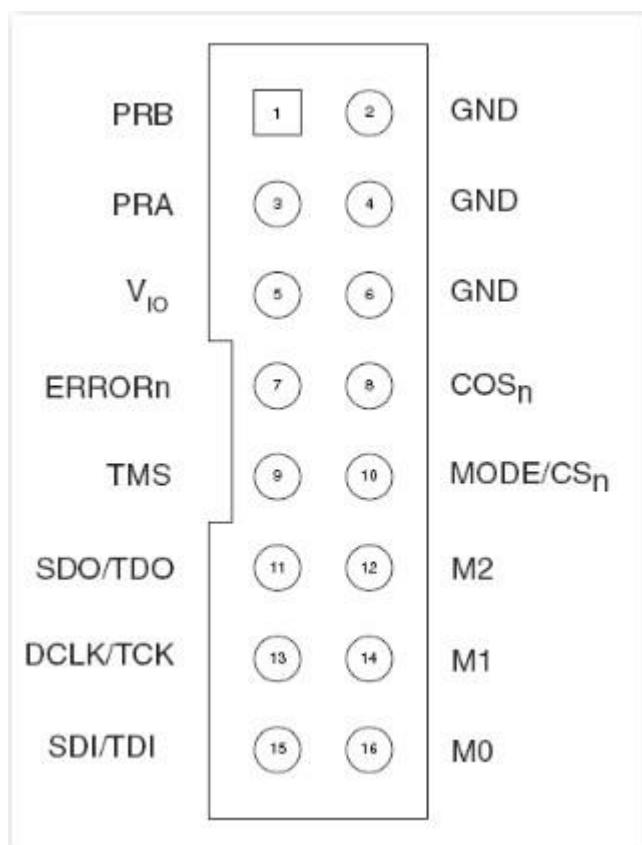 PRB 1 2 GND
PRA 3 4 GND
VIO 5 6 GND
ERRORn 7 8 COSn
TMS 9 10 MODE/CSn
SDO/TDO 11 12 M2
DCLK/TCK 13 14 M1
SDI/TDI 15 16 M0